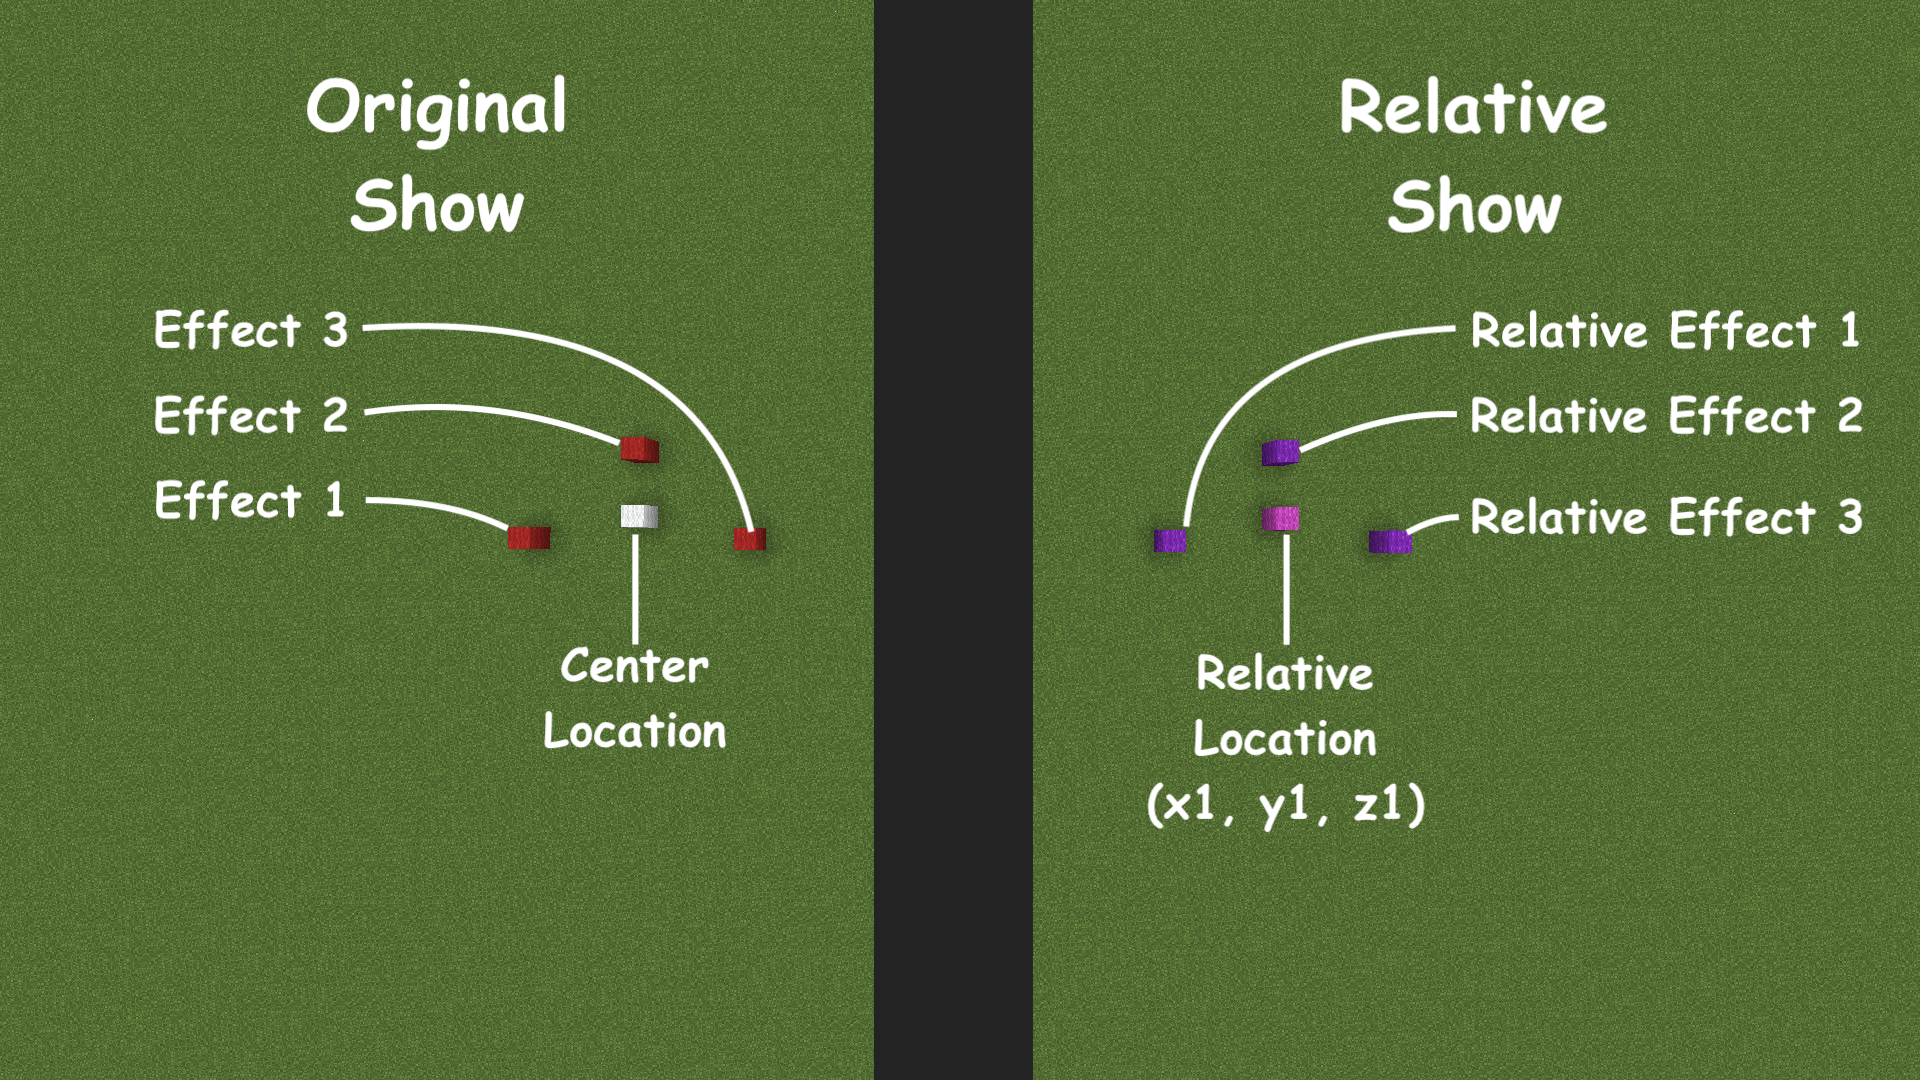 Original
Show
Effect 3
Effect 2
Effect 1
Center
Location
Relative
Show
Relative Effect 1
Relative Effect 2
Relative Effect 3
Relative
Location
(x1, y1, z1)